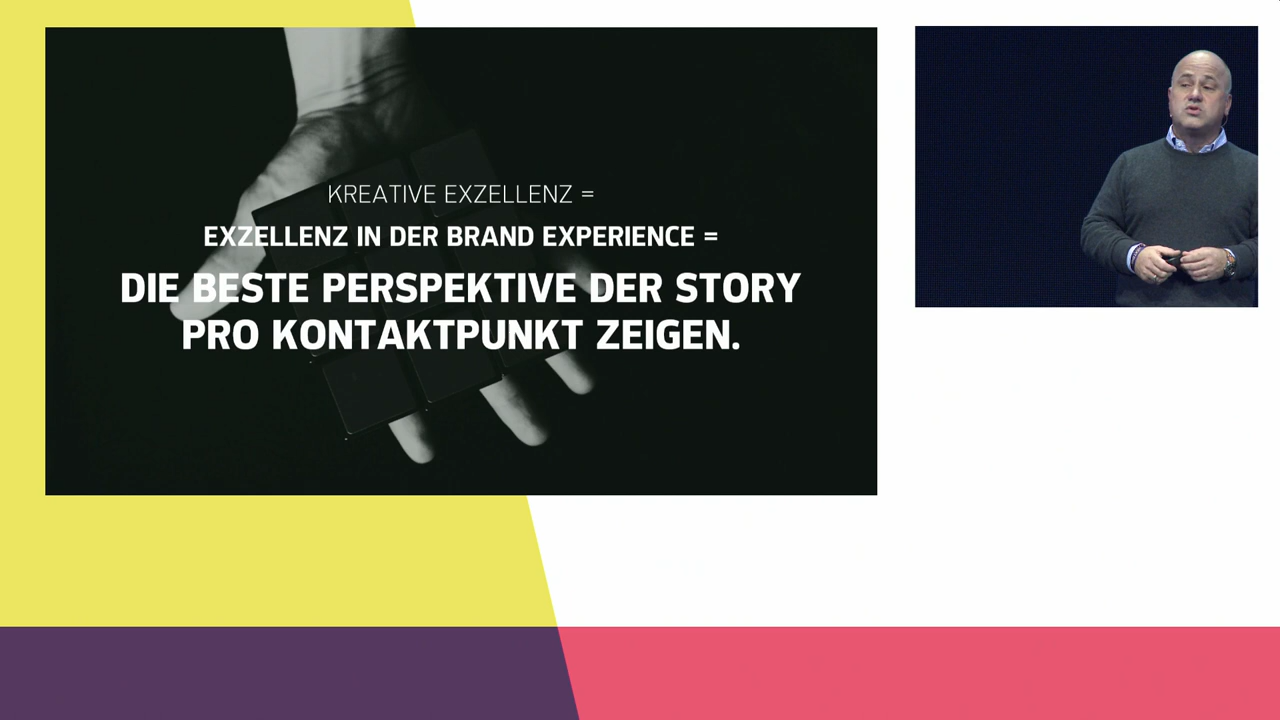 KREATIVE EXZELLENZ =
EXZELLENZ IN DER BRAND EXPERIENCE =
DIE BESTE PERSPEKTIVE DER STORY
PRO KONTAKTPUNKT ZEIGEN.